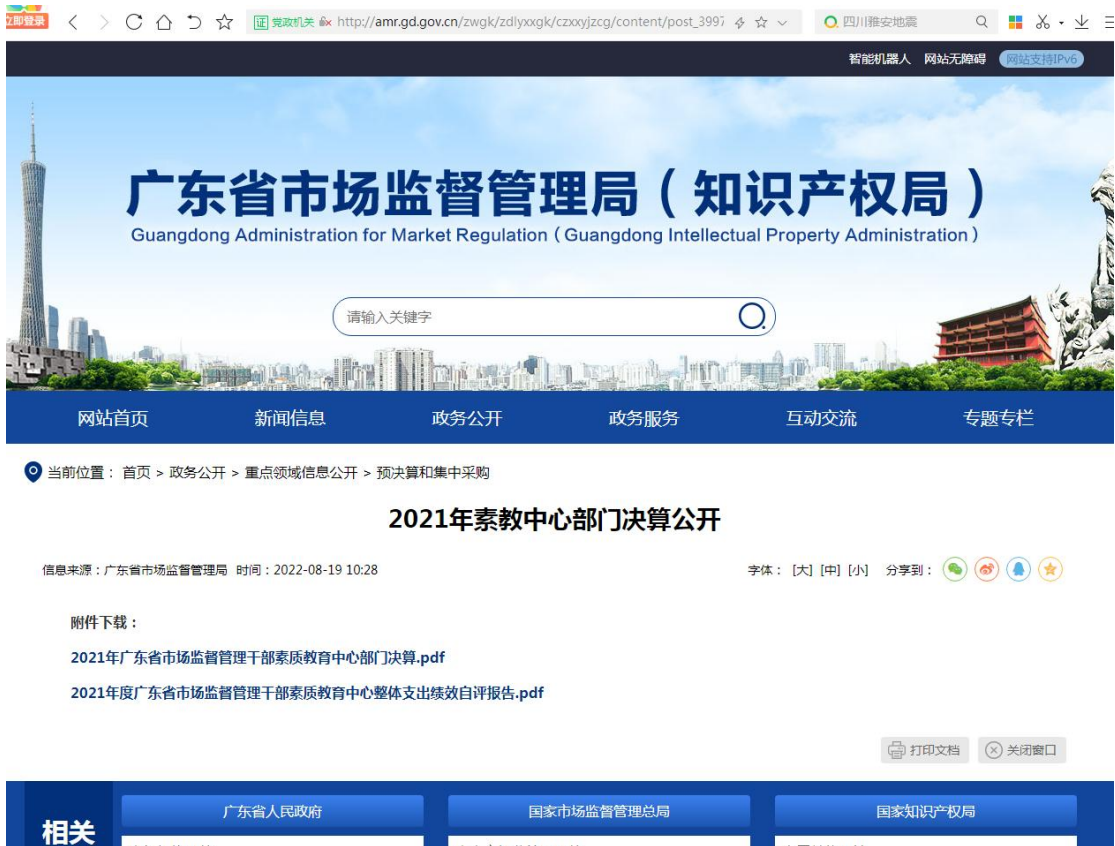 立即登录
证 党政机关 http://amr.gd.gov.cn/zwgk/zdlyxxgk/czxxyjzcg/content/post_3997
四川雅安地震
智能机器人 网站无障碍 网站支持IPv6
广东省市场监督管理局（知识产权局）
Guangdong Administration for Market Regulation（Guangdong Intellectual Property Administration）
请输入关键字
网站首页 新闻信息 政务公开 政务服务 互动交流 专题专栏
当前位置： 首页 > 政务公开 > 重点领域信息公开 > 预决算和集中采购
2021年素教中心部门决算公开
信息来源：广东省市场监督管理局 时间：2022-08-19 10:28 字体： [大] [中] [小] 分享到：
附件下载：
2021年广东省市场监督管理干部素质教育中心部门决算.pdf
2021年度广东省市场监督管理干部素质教育中心整体支出绩效自评报告.pdf
打印文档 关闭窗口
相关 广东省人民政府 国家市场监督管理总局 国家知识产权局